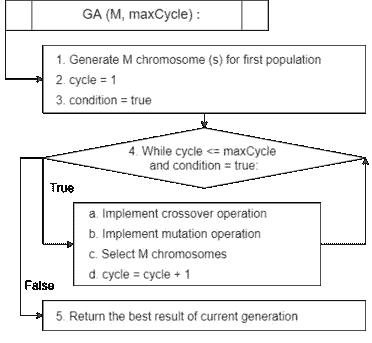 GA (M, maxCycle) :
1. Generate M chromosome (s) for first population
2. cycle = 1
3. condition = true
4. While cycle <= maxCycle
and condition = true:
True
a. Implement crossover operation
b. Implement mutation operation
c. Select M chromosomes
d. cycle = cycle + 1
False
5. Return the best result of current generation